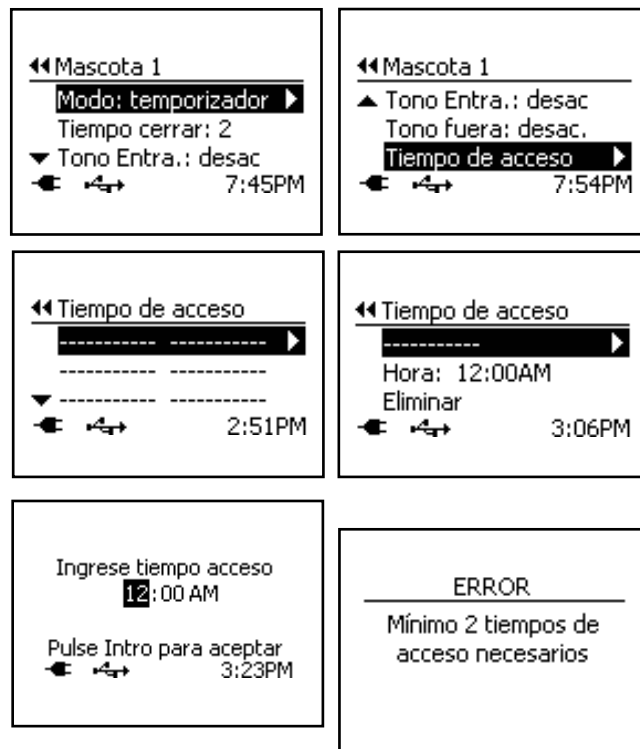 Mascota 1
Modo: temporizador
Tiempo cerrar: 2
Tono Entra.: desac
7:45PM
Mascota 1
Tono Entra.: desac
Tono fuera: desac.
Tiempo de acceso
7:54PM
Tiempo de acceso
----------- -----------
----------- -----------
----------- -----------
2:51PM
Tiempo de acceso
-----------
Hora: 12:00AM
Eliminar
3:06PM
Ingrese tiempo acceso
12:00 AM
Pulse Intro para aceptar
3:23PM
ERROR
Mínimo 2 tiempos de
acceso necesarios